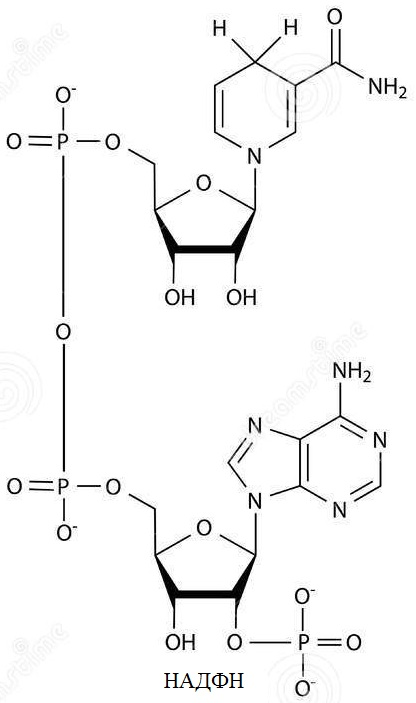 O
H H
NH₂
O⁻
O=P–O
N
O
OH OH
O
NH₂
N
N
O=P–O
N N
O⁻ O
O⁻
OH O–P=O
O⁻
НАДФН